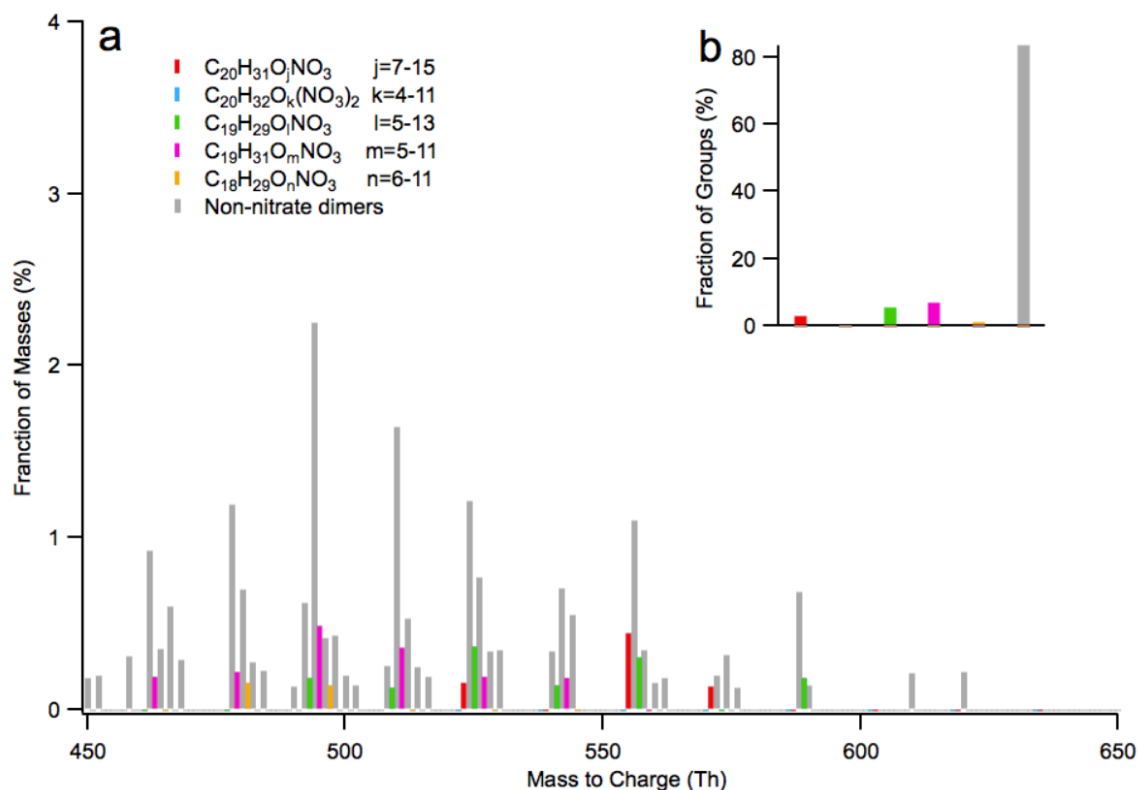 a
C₂₀H₃₁OⱼNO₃ j=7-15
C₂₀H₃₂Oₖ(NO₃)₂ k=4-11
C₁₉H₂₉OₗNO₃ l=5-13
C₁₉H₃₁OₘNO₃ m=5-11
C₁₈H₂₉OₙNO₃ n=6-11
Non-nitrate dimers
Franction of Masses (%)
4
3
2
1
0
450
500
550
600
650
Mass to Charge (Th)
b
Fraction of Groups (%)
80
60
40
20
0